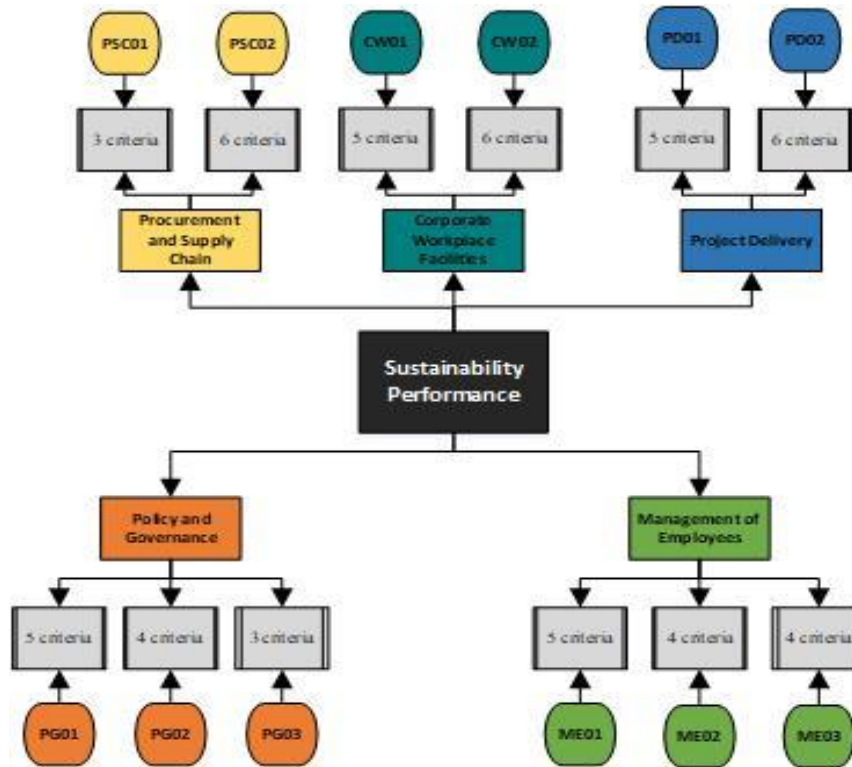 PSC01
PSC02
CW01
CW02
PD01
PD02
3 criteria
6 criteria
5 criteria
6 criteria
5 criteria
6 criteria
Procurement
and Supply
Chain
Corporate
Workplace
Facilities
Project Delivery
Sustainability
Performance
Policy and
Governance
Management of
Employees
5 criteria
4 criteria
3 criteria
5 criteria
4 criteria
4 criteria
PG01
PG02
PG03
ME01
ME02
ME03